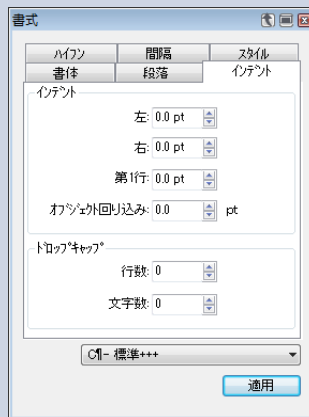 書式
ハイフン 間隔 スタイル
書体 段落 インデント
インデント
左: 0.0 pt
右: 0.0 pt
第1行: 0.0 pt
オブジェクト回り込み: 0.0 pt
ドロップキャップ
行数: 0
文字数: 0
C¶- 標準+++
適用